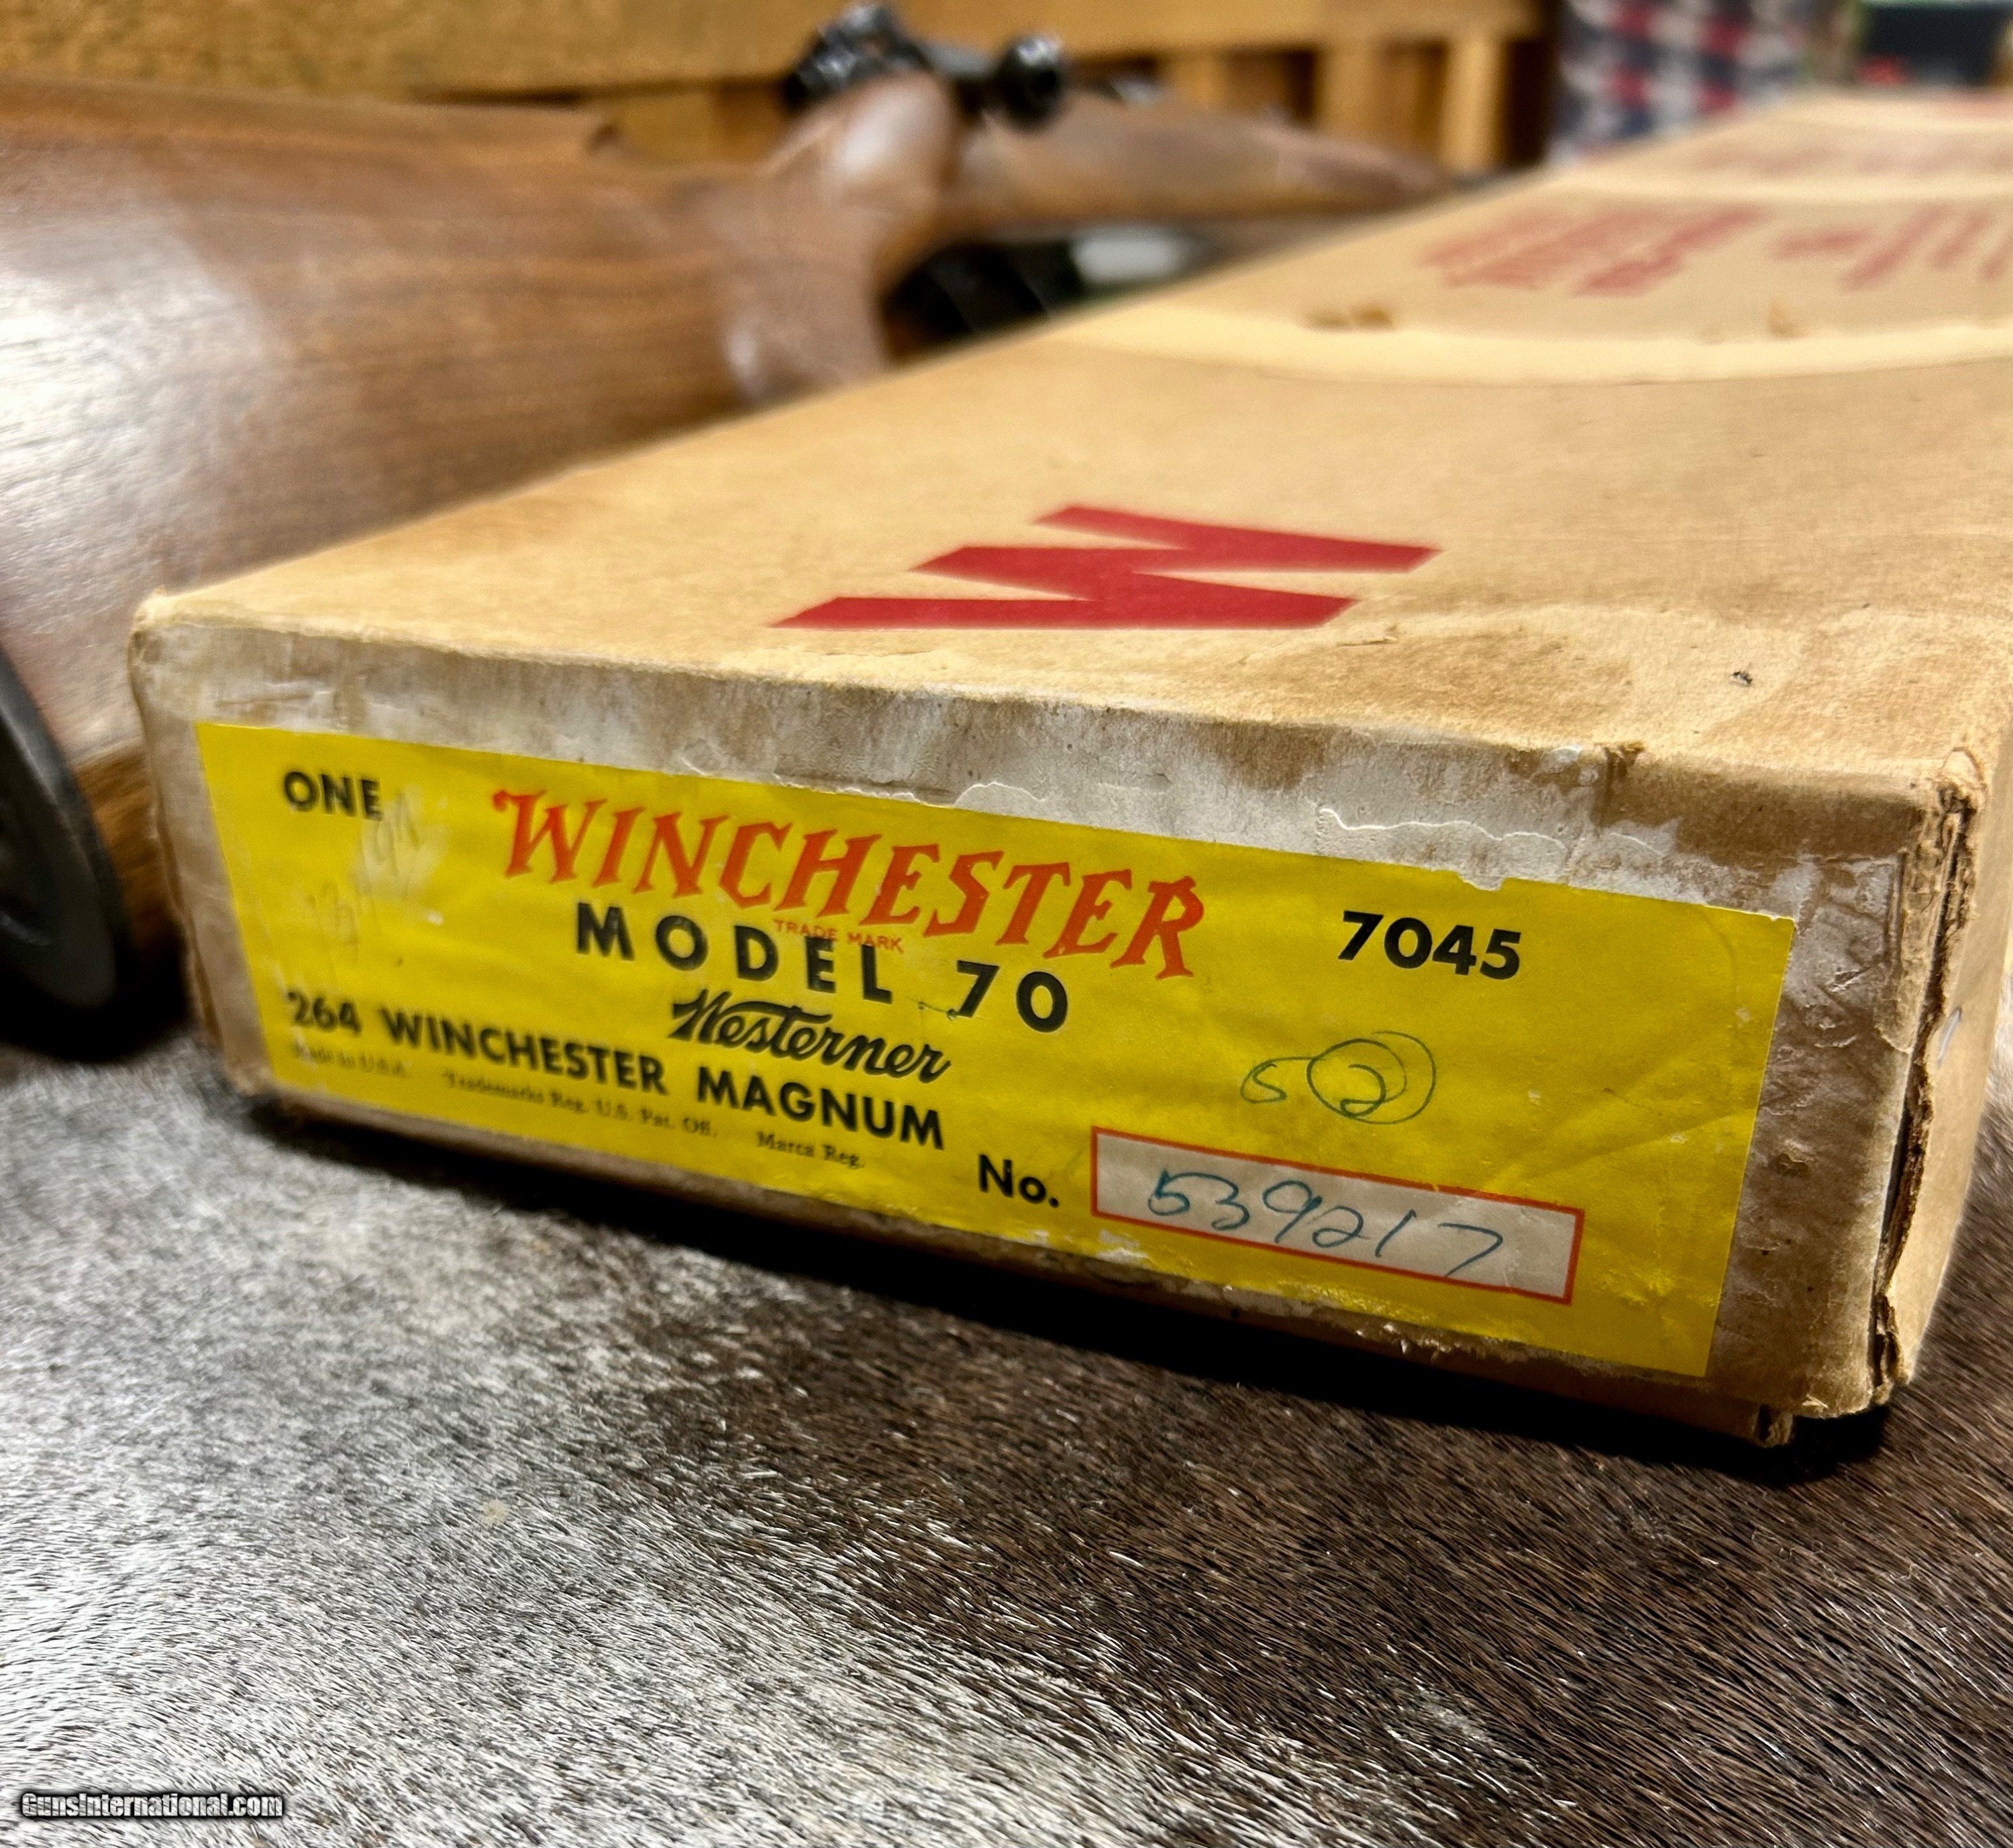 W
ONE
WINCHESTER
TRADE MARK
7045
MODEL 70
Westerner
264 WINCHESTER MAGNUM
Made in U.S.A. Trademarks Reg. U.S. Pat. Off. Marca Reg.
52
No. 539217
GunsInternational.com